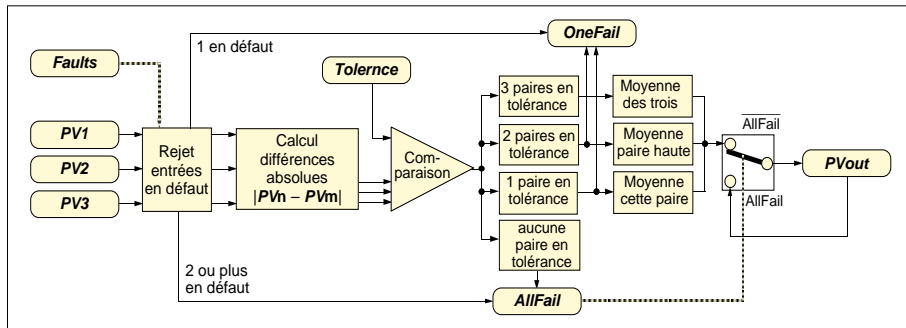 1 en défaut
OneFail
Faults
Tolernce
3 paires en
tolérance
Moyenne
des trois
AllFail
PV1
PV2
PV3
Rejet
entrées
en défaut
Calcul
différences
absolues
|PVn – PVm|
Com-
paraison
2 paires en
tolérance
Moyenne
paire haute
PVout
1 paire en
tolérance
Moyenne
cette paire
AllFail
aucune
paire en
tolérance
2 ou plus
en défaut
AllFail